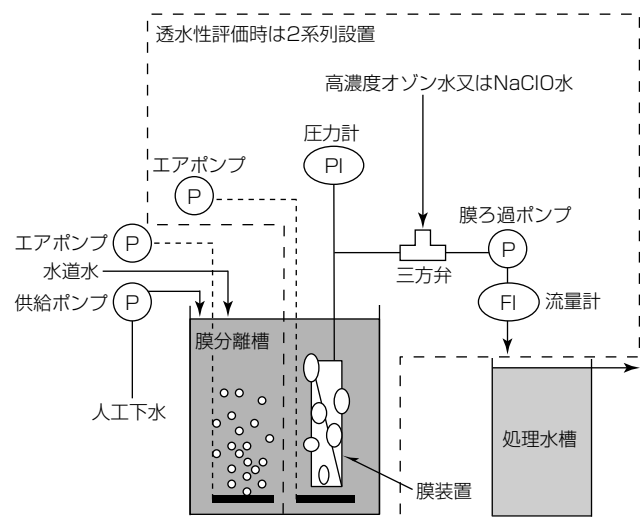 透水性評価時は2系列設置
高濃度オゾン水又はNaClO水
圧力計
PI
エアポンプ
P
膜ろ過ポンプ
P
エアポンプ
P
三方弁
水道水
供給ポンプ
P
FI
流量計
膜分離槽
人工下水
処理水槽
膜装置